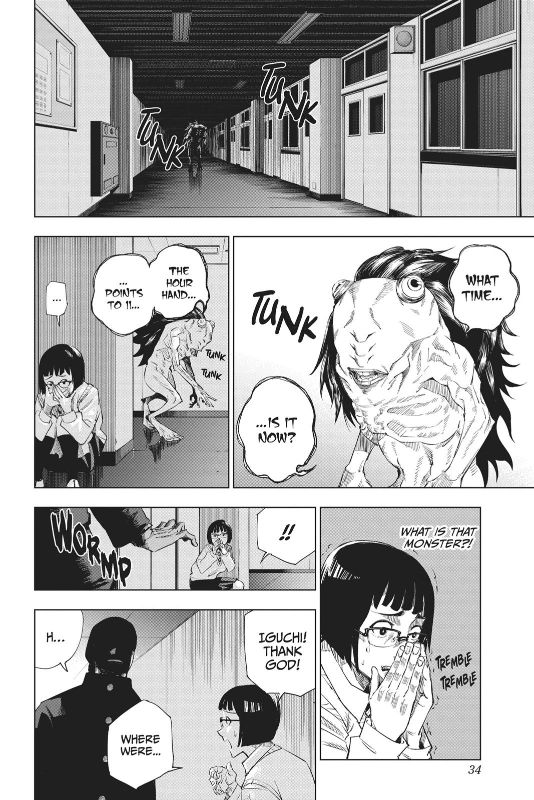 TUNK
TUNK
WHAT
TIME...
TUNK
...IS IT
NOW?
THE
HOUR
HAND...
...
POINTS
TO 11...
TUNK
TUNK
...
WHAT IS THAT
MONSTER?!
TREMBLE
TREMBLE
!!
WORMP
IGUCHI!
THANK
GOD!
WHERE
WERE...
H...
34